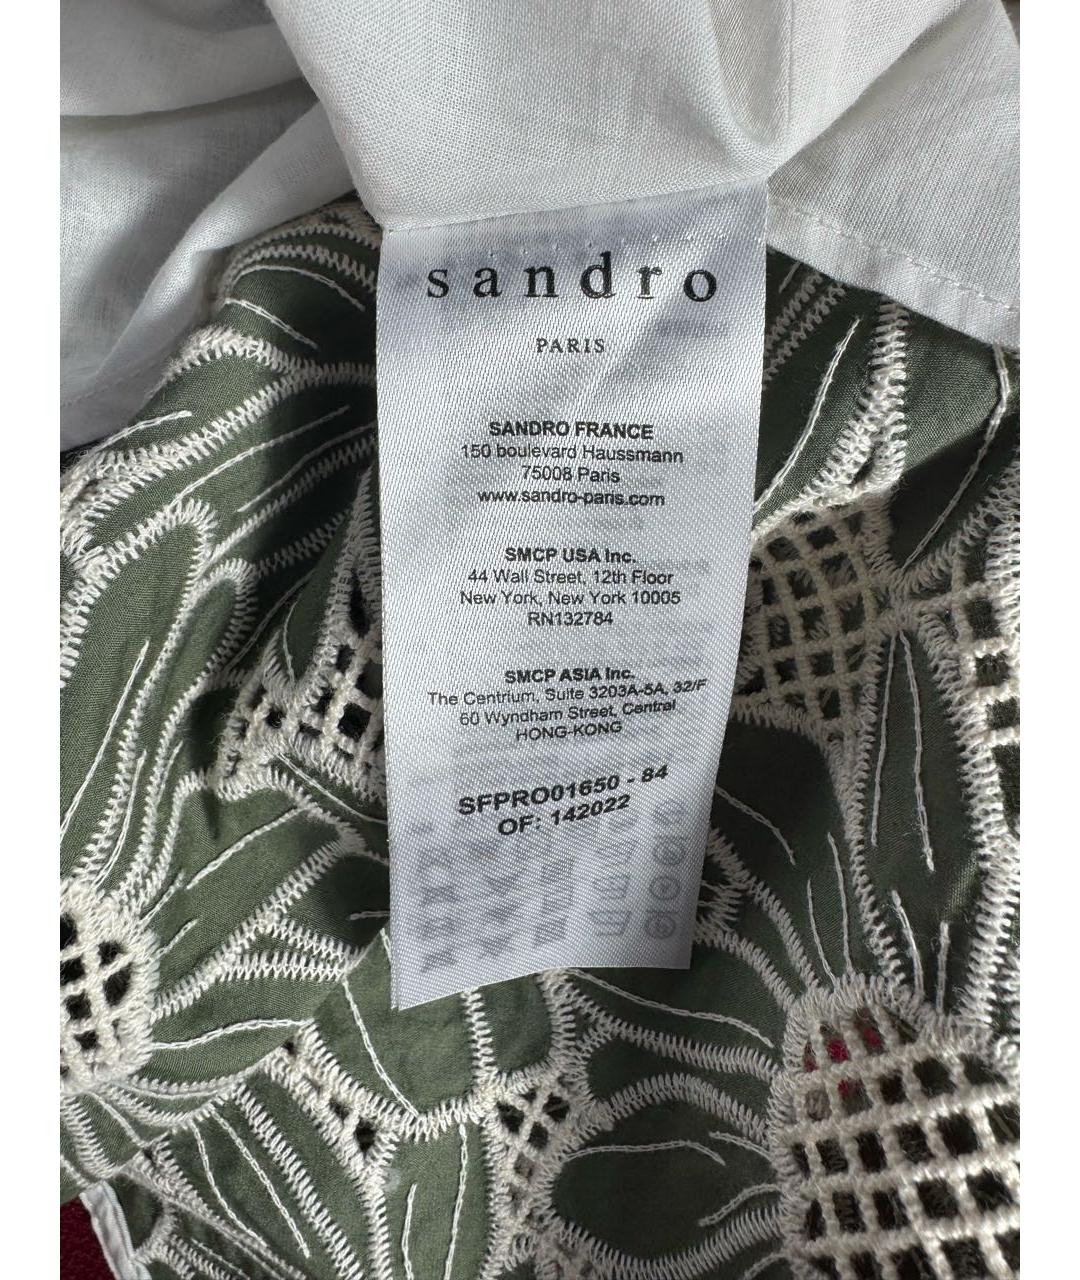 sandro
PARIS
SANDRO FRANCE
150 boulevard Haussmann
75008 Paris
www.sandro-paris.com
SMCP USA Inc.
44 Wall Street, 12th Floor
New York, New York 10005
RN132784
SMCP ASIA Inc.
The Centrium, Suite 3203A-5A, 32/F
60 Wyndham Street, Central
HONG-KONG
SFPRO01650 - 84
OF: 142022